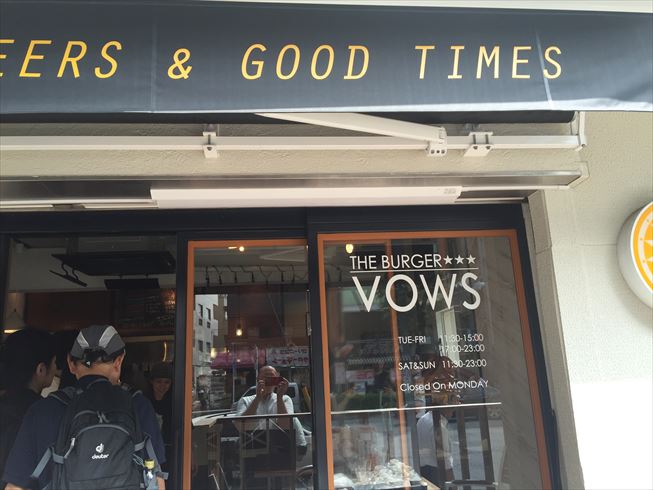 EERS & GOOD TIMES
THE BURGER★★★
VOWS
TUE-FRI 11:30-15:00
17:00-23:00
SAT&SUN 11:30-23:00
Closed On MONDAY
deuter